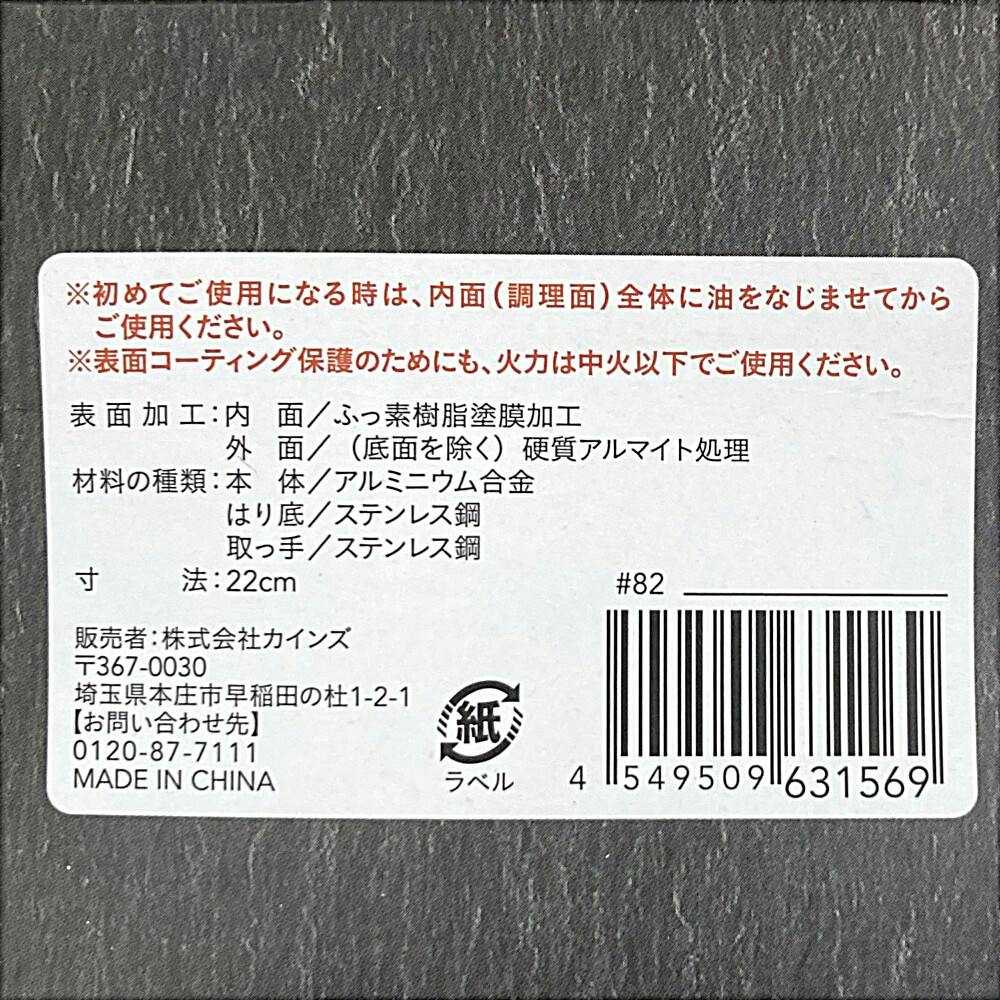 ※初めてご使用になる時は、内面(調理面)全体に油をなじませてから
ご使用ください。
※表面コーティング保護のためにも、火力は中火以下でご使用ください。
表面加工:内 面/ふっ素樹脂塗膜加工
外 面/(底面を除く)硬質アルマイト処理
材料の種類:本 体/アルミニウム合金
はり底/ステンレス鋼
取っ手/ステンレス鋼
寸 法:22cm
#82
販売者:株式会社カインズ
〒367-0030
埼玉県本庄市早稲田の杜1-2-1
【お問い合わせ先】
0120-87-7111
MADE IN CHINA
紙
ラベル
4 549509 631569